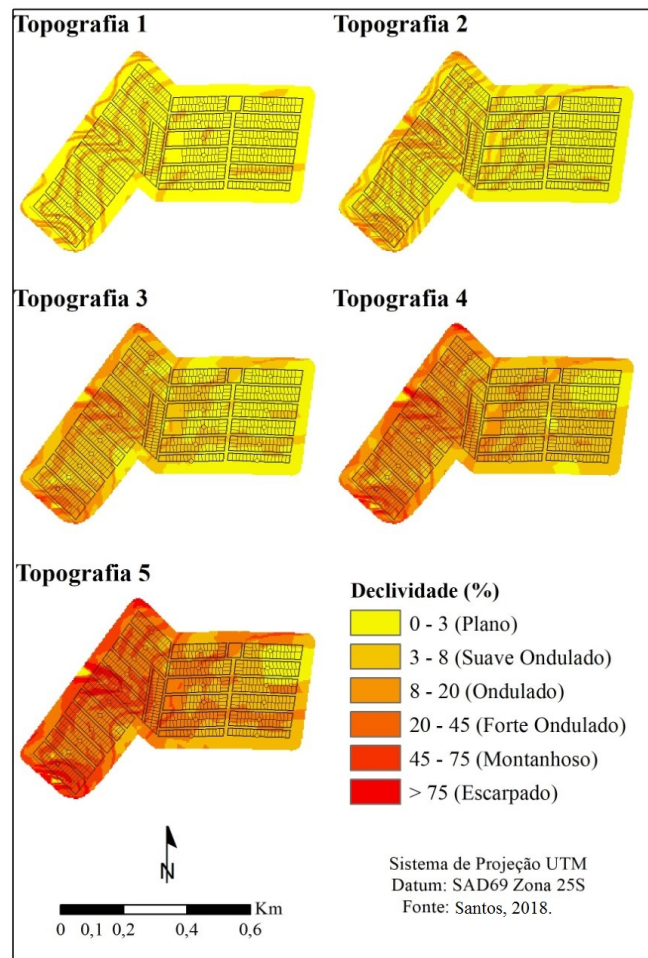 Topografia 1
Topografia 2
Topografia 3
Topografia 4
Topografia 5
Declividade (%)
0 - 3 (Plano)
3 - 8 (Suave Ondulado)
8 - 20 (Ondulado)
20 - 45 (Forte Ondulado)
45 - 75 (Montanhoso)
> 75 (Escarpado)
N
Km
0 0,1 0,2 0,4 0,6
Sistema de Projeção UTM
Datum: SAD69 Zona 25S
Fonte: Santos, 2018.